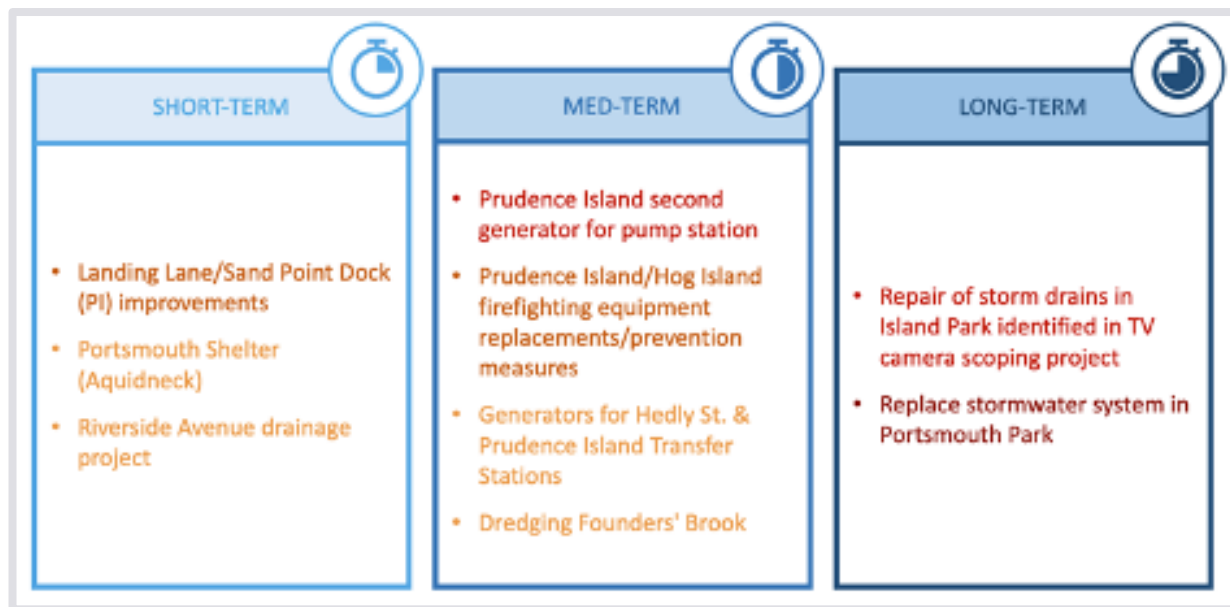 SHORT-TERM
• Landing Lane/Sand Point Dock
(PI) improvements
• Portsmouth Shelter
(Aquidneck)
• Riverside Avenue drainage
project
MED-TERM
• Prudence Island second
generator for pump station
• Prudence Island/Hog Island
firefighting equipment
replacements/prevention
measures
• Generators for Hedly St. &
Prudence Island Transfer
Stations
• Dredging Founders' Brook
LONG-TERM
• Repair of storm drains in
Island Park identified in TV
camera scoping project
• Replace stormwater system in
Portsmouth Park